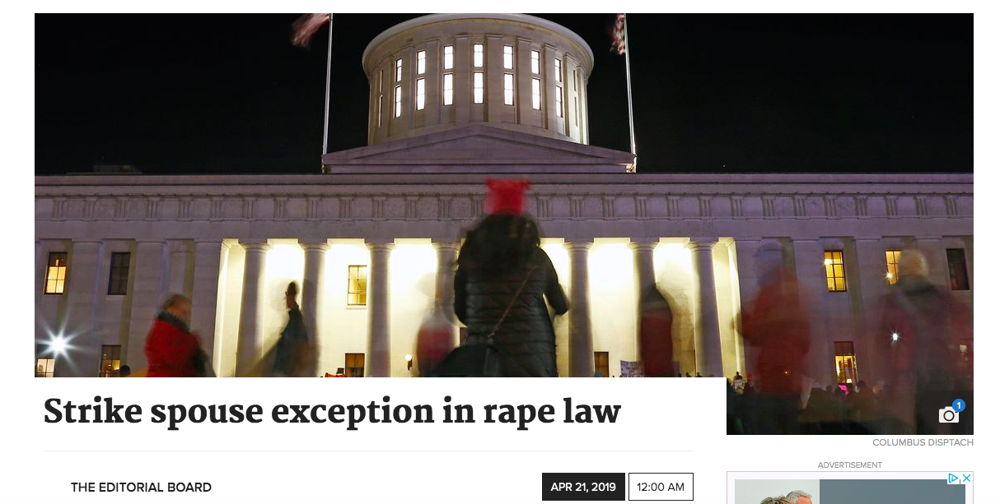 1
Strike spouse exception in rape law
COLUMBUS DISPTACH
ADVERTISEMENT
THE EDITORIAL BOARD
APR 21, 2019
12:00 AM